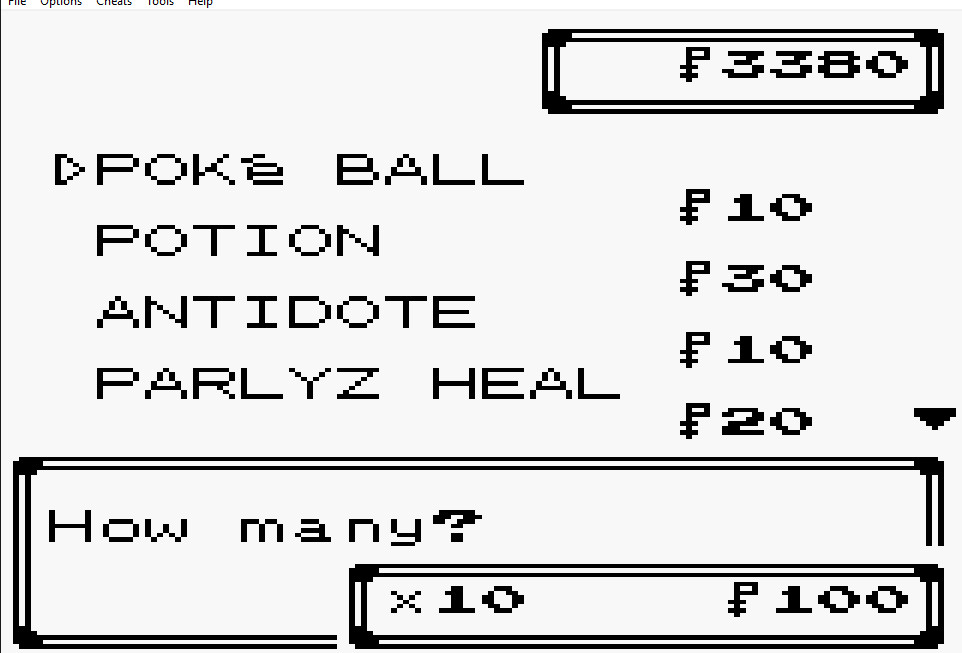 File Options Cheats Tools Help
₽3380
▷POKé BALL
₽10
POTION
₽30
ANTIDOTE
₽10
PARLYZ HEAL
₽20
How many?
×10 ₽100